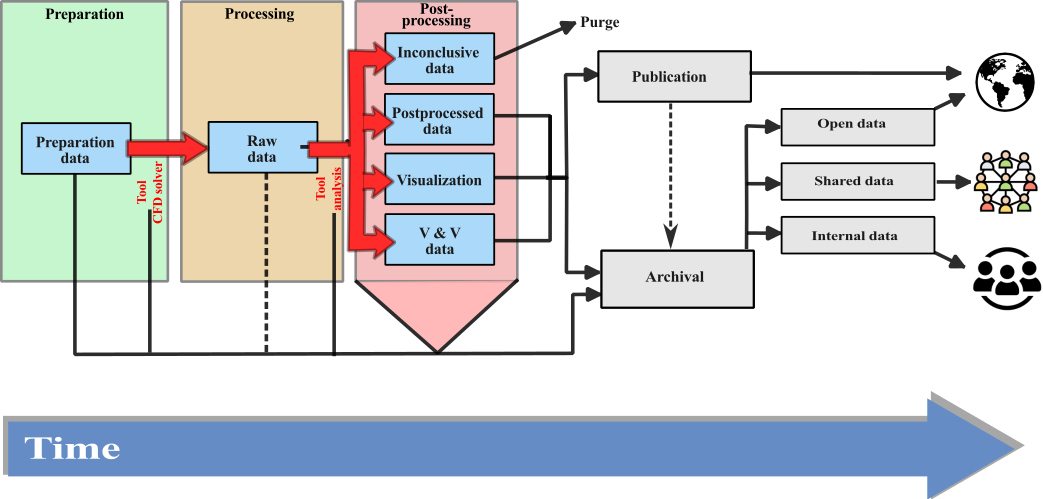 Preparation
Processing
Post-
processing
Inconclusive
data
Purge
Publication
Postprocessed
data
Open data
Preparation
data
Raw
data
Visualization
Shared data
Tool
CFD solver
Tool
analysis
V & V
data
Internal data
Archival
Time